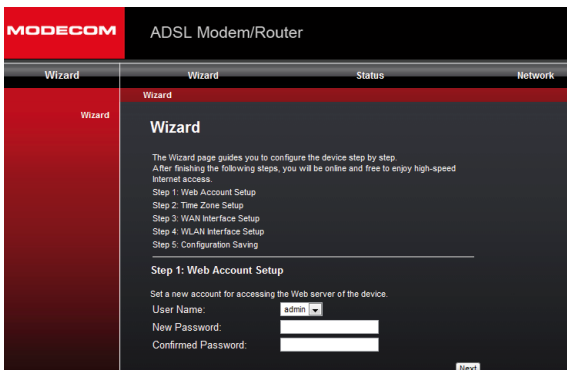 MODECOM
ADSL Modem/Router
Wizard Wizard Status Network
Wizard
Wizard
Wizard
The Wizard page guides you to configure the device step by step.
After finishing the following steps, you will be online and free to enjoy high-speed
Internet access.
Step 1: Web Account Setup
Step 2: Time Zone Setup
Step 3: WAN Interface Setup
Step 4: WLAN Interface Setup
Step 5: Configuration Saving
Step 1: Web Account Setup
Set a new account for accessing the Web server of the device.
User Name: admin
New Password:
Confirmed Password:
Next